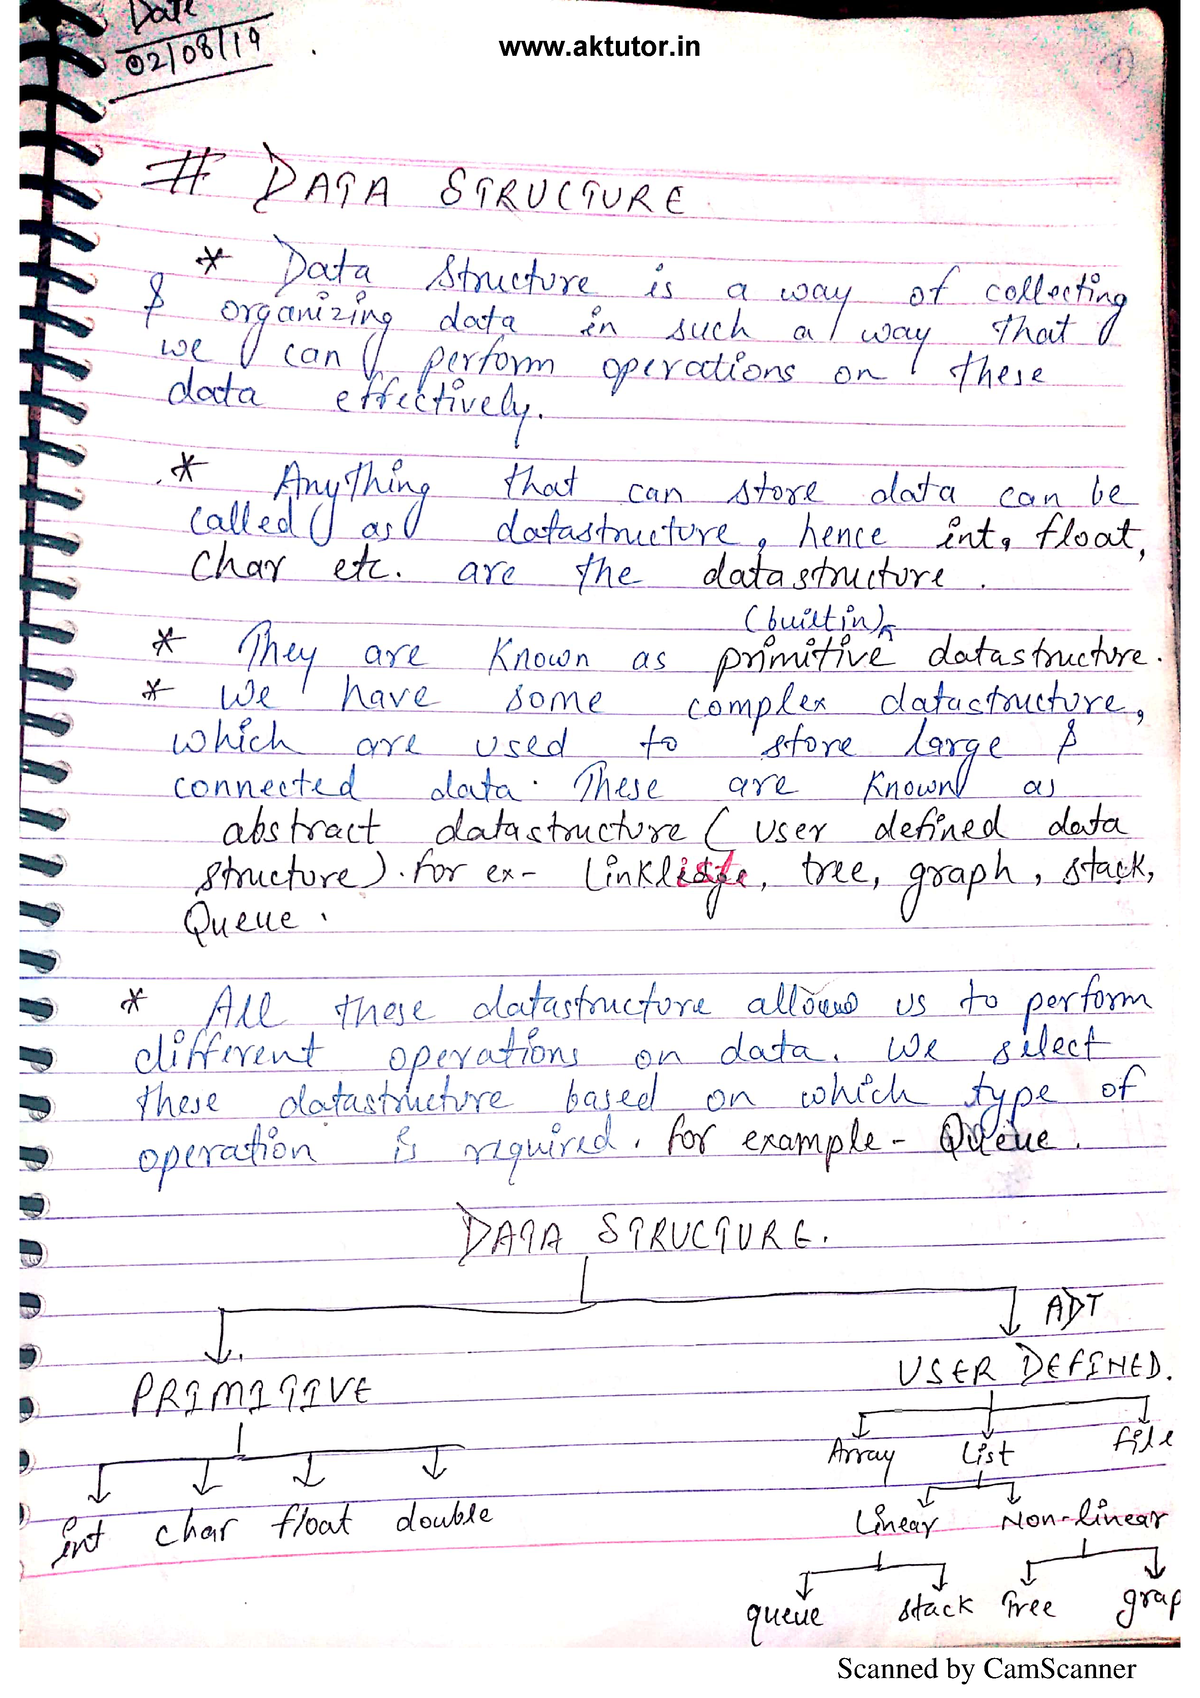 Date
02/08/19
www.aktutor.in
# DATA STRUCTURE.
* Data structure is a way of collecting
& organizing data in such a way that
we can perform operations on these
data effectively.
* Anything that can store data can be
called as datastructure, hence int, float,
Char etc. are the datastructure.
(builtin)
* They are Known as primitive datastructure.
* We have some complex datastructure,
which are used to store large &
connected data. These are Known as
abstract datastructure (user defined data
structure). for ex- , tree, graph, stack,
Queue.
* All these datastructure allows us to perform
different operations on data. We select
these datastructure based on which type of
operation is required. for example - Queue.
DATA STRUCTURE.
ADT
PRIMITIVE USER DEFINED.
Array List file
int char float double Linear Non-linear
queue stack Tree grap
Scanned by CamScanner